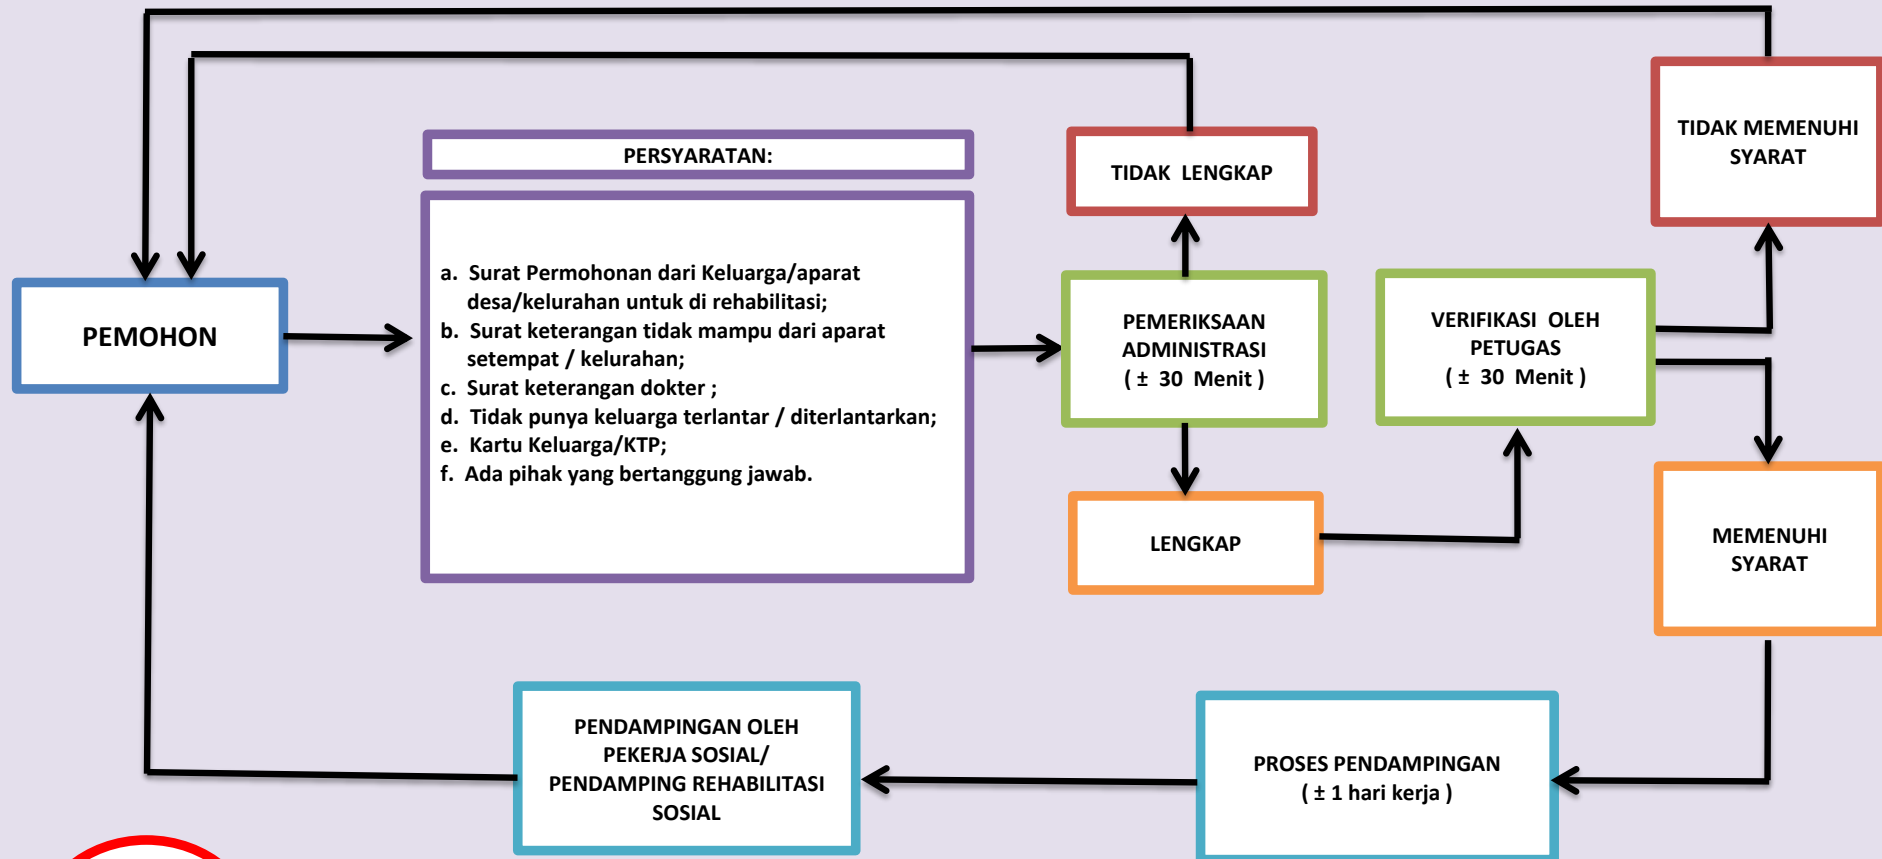 PEMOHON
PERSYARATAN:
a. Surat Permohonan dari Keluarga/aparat
desa/kelurahan untuk di rehabilitasi;
b. Surat keterangan tidak mampu dari aparat
setempat / kelurahan;
c. Surat keterangan dokter ;
d. Tidak punya keluarga terlantar / diterlantarkan;
e. Kartu Keluarga/KTP;
f. Ada pihak yang bertanggung jawab.
TIDAK LENGKAP
PEMERIKSAAN
ADMINISTRASI
( ± 30 Menit )
LENGKAP
VERIFIKASI OLEH
PETUGAS
( ± 30 Menit )
TIDAK MEMENUHI
SYARAT
MEMENUHI
SYARAT
PROSES PENDAMPINGAN
( ± 1 hari kerja )
PENDAMPINGAN OLEH
PEKERJA SOSIAL/
PENDAMPING REHABILITASI
SOSIAL